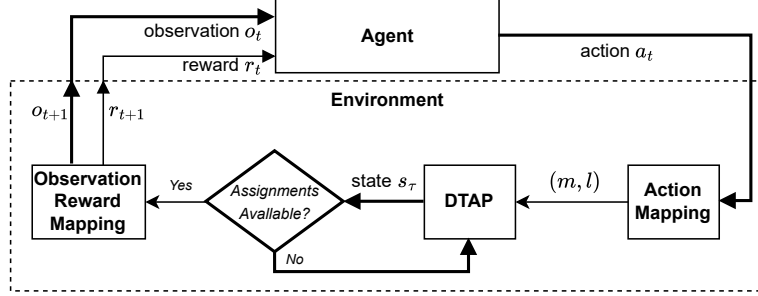 observation $o_t$
Agent
reward $r_t$
action $a_t$
Environment
$o_{t+1}$
$r_{t+1}$
Observation
Reward
Mapping
Yes
Assignments
Available?
No
state $s_\tau$
DTAP
$(m, l)$
Action
Mapping